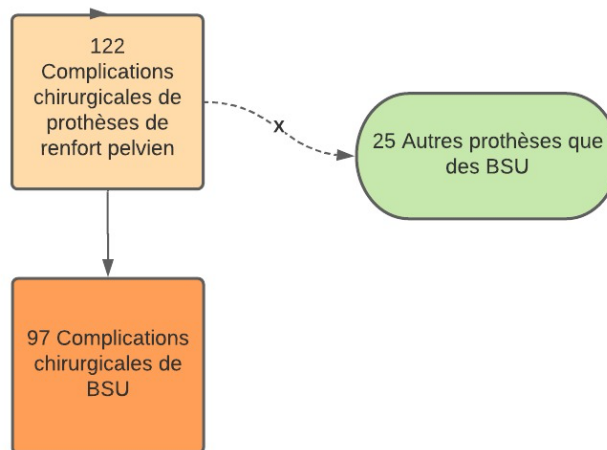 122
Complications
chirurgicales de
prothèses de
renfort pelvien
x
25 Autres prothèses que
des BSU
97 Complications
chirurgicales de
BSU